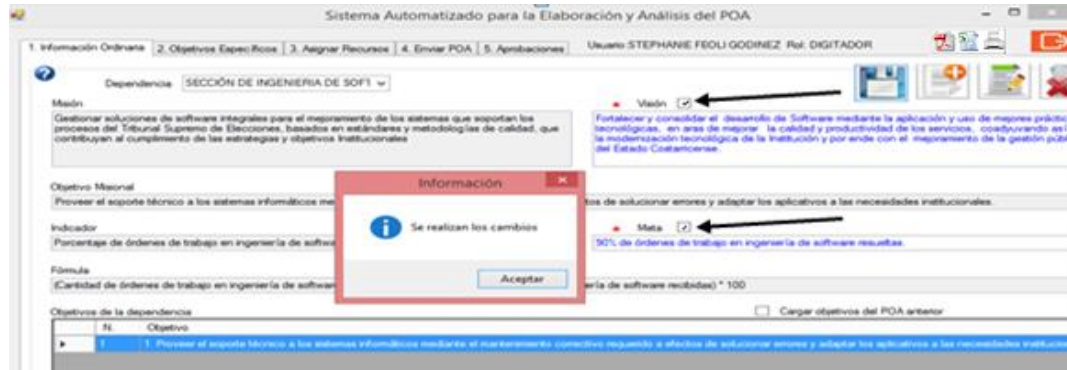 Sistema Automatizado para la Elaboración y Análisis del POA
1. Información Ordinaria 2. Objetivos Específicos 3. Asignar Recursos 4. Enviar POA 5. Aprobaciones Usuario: STEPHANIE FEOLI GODINEZ Rol: DIGITADOR
Dependencia SECCIÓN DE INGENIERIA DE SOFT
Misión
Gestionar soluciones de software integrales para el mejoramiento de los sistemas que soportan los
procesos del Tribunal Supremo de Elecciones, basados en estándares y metodologías de calidad, que
contribuyan al cumplimiento de las estrategias y objetivos Institucionales
Visión
Fortalecer y consolidar el desarrollo de Software mediante la aplicación y uso de mejores práctic
tecnológicas, en aras de mejorar la calidad y productividad de los servicios, coadyuvando así
la modernización tecnológica de la Institución y por ende con el mejoramiento de la gestión públ
del Estado Costarricense.
Objetivo Misional
Proveer el soporte técnico a los sistemas informáticos me tos de solucionar errores y adaptar los aplicativos a las necesidades institucionales.
Información
Se realizan los cambios
Aceptar
Indicador
Porcentaje de órdenes de trabajo en ingeniería de softwa
Meta
90% de órdenes de trabajo en ingeniería de software resueltas.
Fórmula
(Cantidad de órdenes de trabajo en ingeniería de softwar ería de software recibidas) * 100
Objetivos de la dependencia Cargar objetivos del POA anterior
N. Objetivo
1 1 Proveer el soporte técnico a los sistemas informáticos mediante el mantenimiento correctivo requerido a efectos de solucionar errores y adaptar los aplicativos a las necesidades institucion